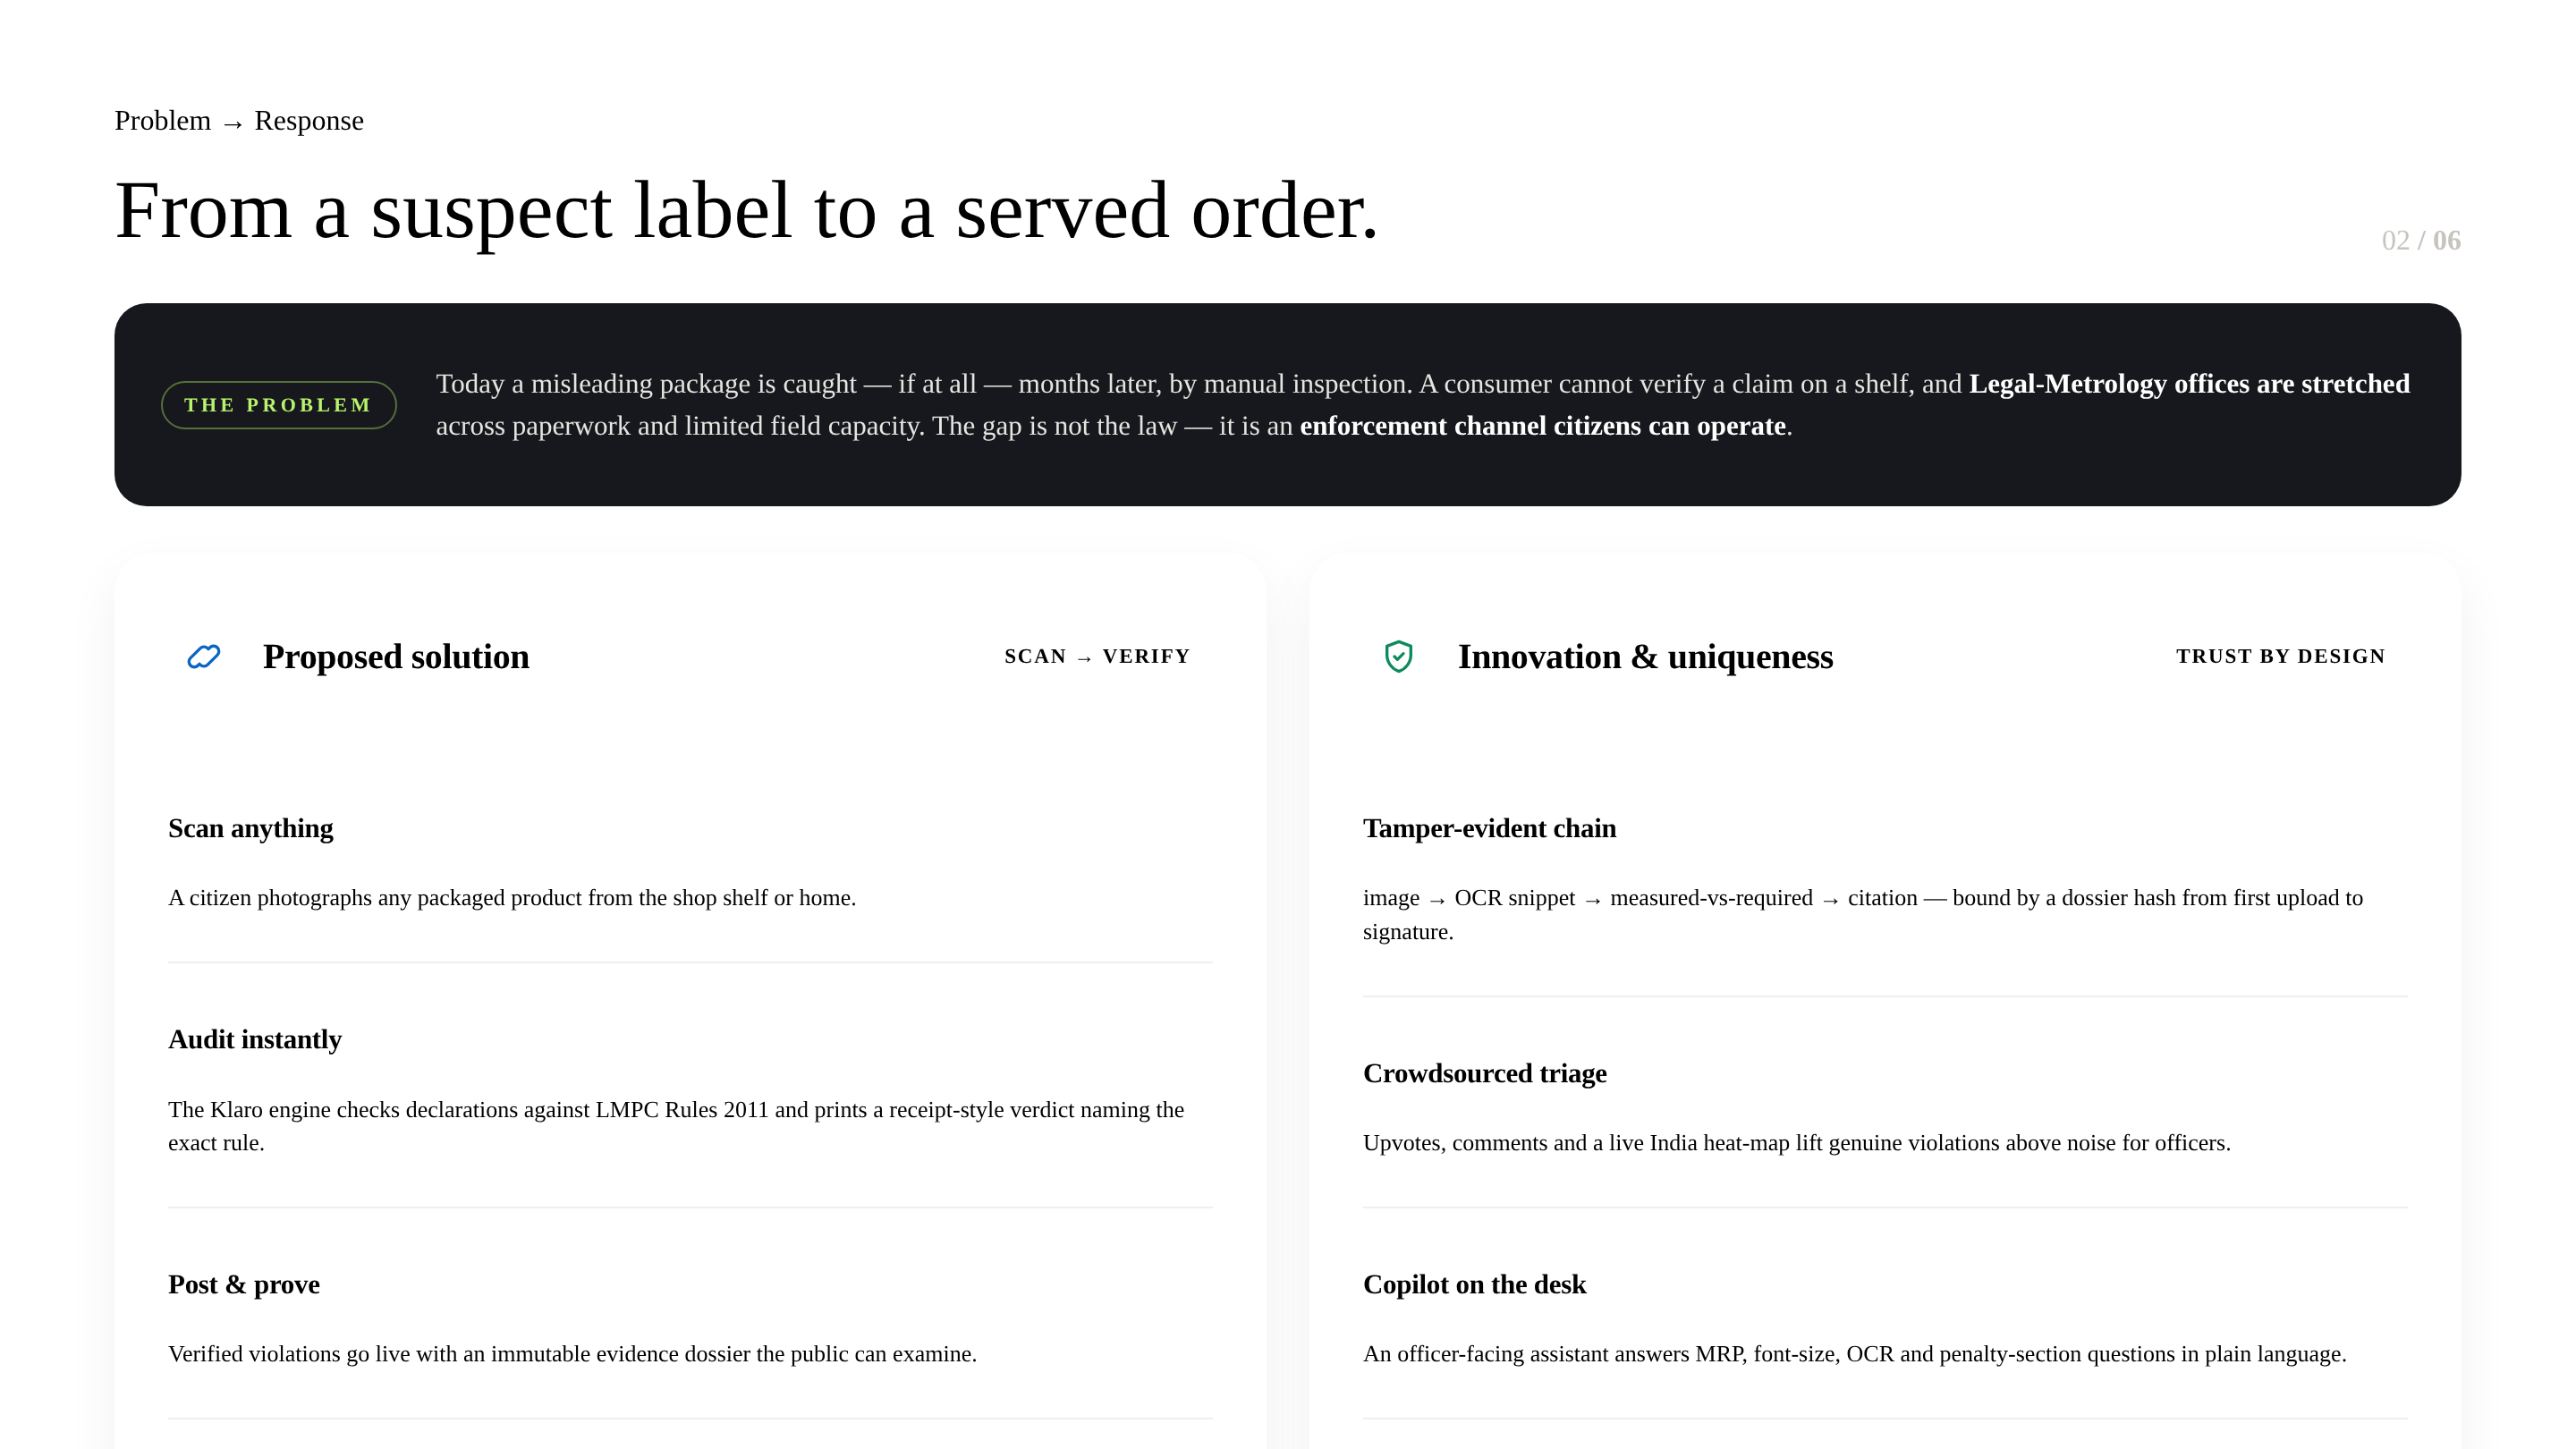 Problem → Response
From a suspect label to a served order.
02 / 06
THE PROBLEM
Today a misleading package is caught — if at all — months later, by manual inspection. A consumer cannot verify a claim on a shelf, and Legal-Metrology offices are stretched
across paperwork and limited field capacity. The gap is not the law — it is an enforcement channel citizens can operate.
Proposed solution
SCAN → VERIFY
Scan anything
A citizen photographs any packaged product from the shop shelf or home.
Audit instantly
The Klaro engine checks declarations against LMPC Rules 2011 and prints a receipt-style verdict naming the
exact rule.
Post & prove
Verified violations go live with an immutable evidence dossier the public can examine.
Innovation & uniqueness
TRUST BY DESIGN
Tamper-evident chain
image → OCR snippet → measured-vs-required → citation — bound by a dossier hash from first upload to
signature.
Crowdsourced triage
Upvotes, comments and a live India heat-map lift genuine violations above noise for officers.
Copilot on the desk
An officer-facing assistant answers MRP, font-size, OCR and penalty-section questions in plain language.